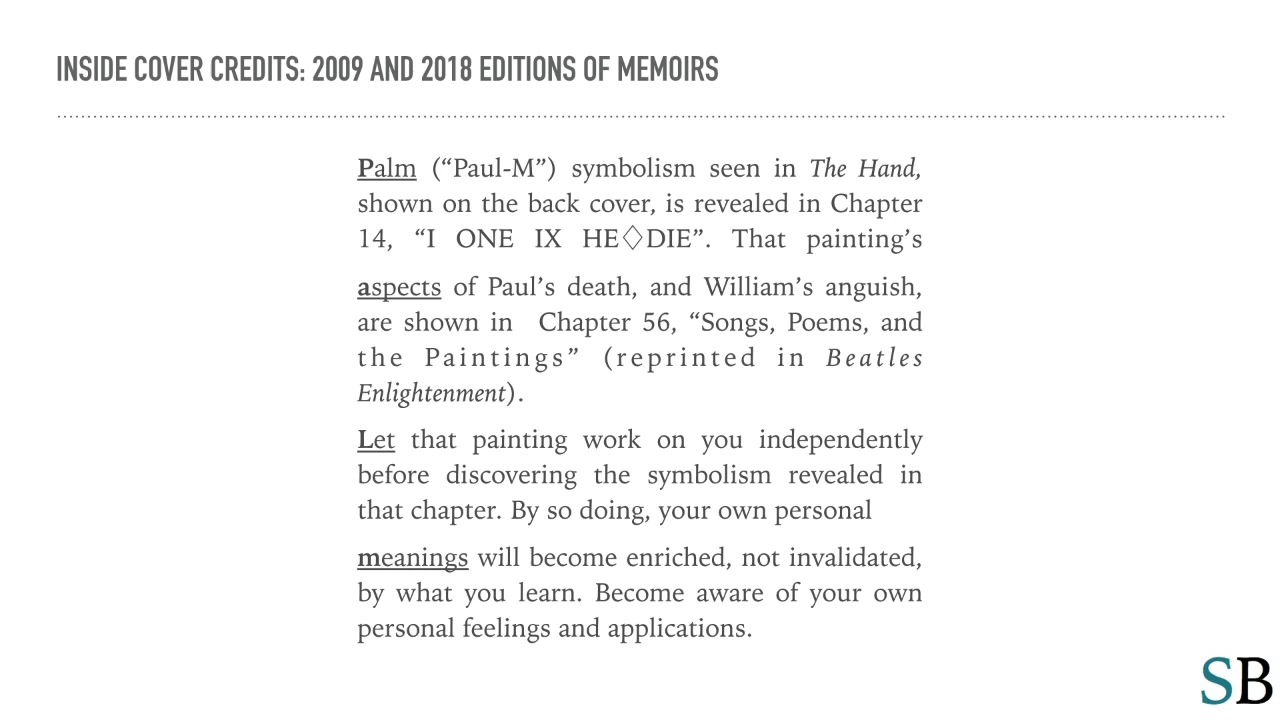 INSIDE COVER CREDITS: 2009 AND 2018 EDITIONS OF MEMOIRS
Palm (“Paul-M”) symbolism seen in The Hand,
shown on the back cover, is revealed in Chapter
14, “I ONE IX HE◊DIE”. That painting’s
aspects of Paul’s death, and William’s anguish,
are shown in Chapter 56, “Songs, Poems, and
the Paintings” (reprinted in Beatles
Enlightenment).
Let that painting work on you independently
before discovering the symbolism revealed in
that chapter. By so doing, your own personal
meanings will become enriched, not invalidated,
by what you learn. Become aware of your own
personal feelings and applications.
SB